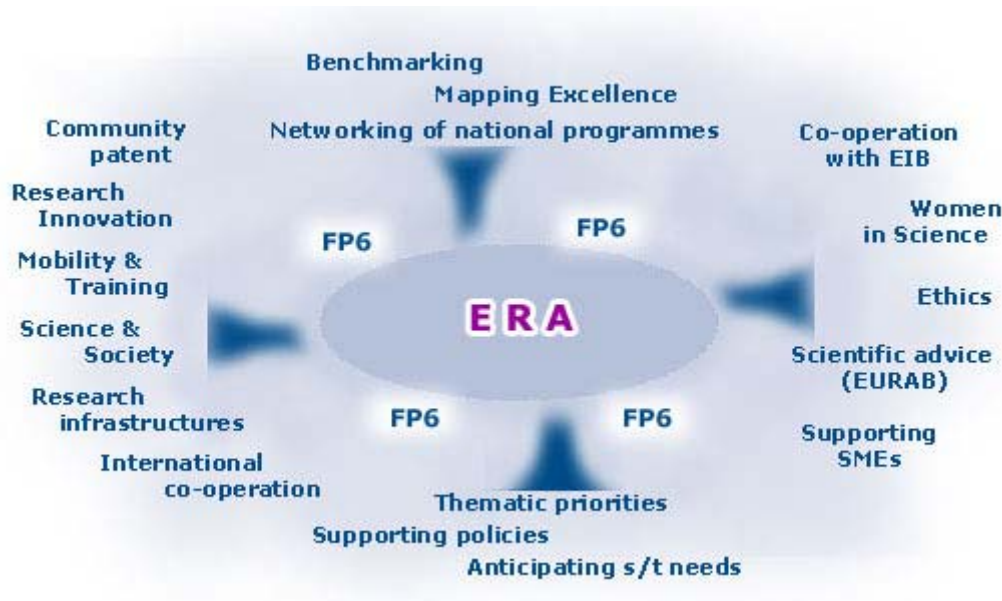 Benchmarking
Mapping Excellence
Networking of national programmes
Community
patent
Research
Innovation
Mobility &
Training
Science &
Society
Research
infrastructures
International
co-operation
FP6
FP6
ERA
FP6
FP6
Co-operation
with EIB
Women
in Science
Ethics
Scientific advice
(EURAB)
Supporting
SMEs
Thematic priorities
Supporting policies
Anticipating s/t needs